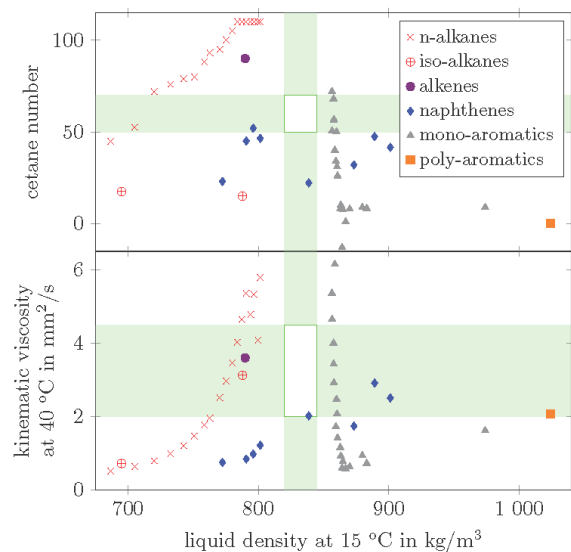 100
50
0
cetane number
n-alkanes
iso-alkanes
alkenes
naphthenes
mono-aromatics
poly-aromatics
6
4
2
0
kinematic viscosity
at 40 °C in mm²/s
700 800 900 1 000
liquid density at 15 °C in kg/m³